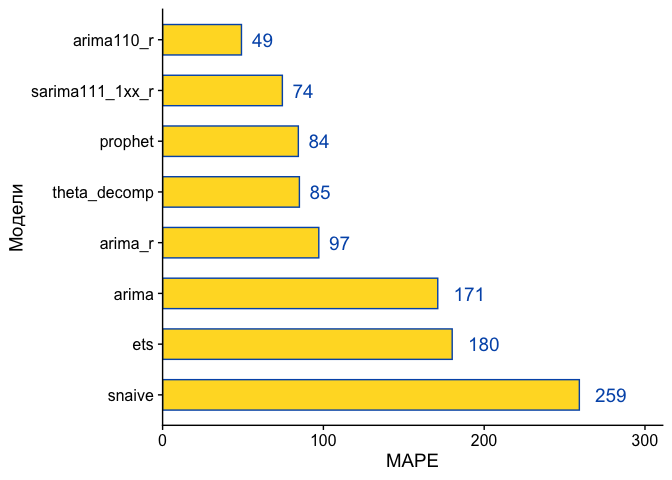 Модели
arima110_r 49
sarima111_1xx_r 74
prophet 84
theta_decomp 85
arima_r 97
arima 171
ets 180
snaive 259
0 100 200 300
MAPE